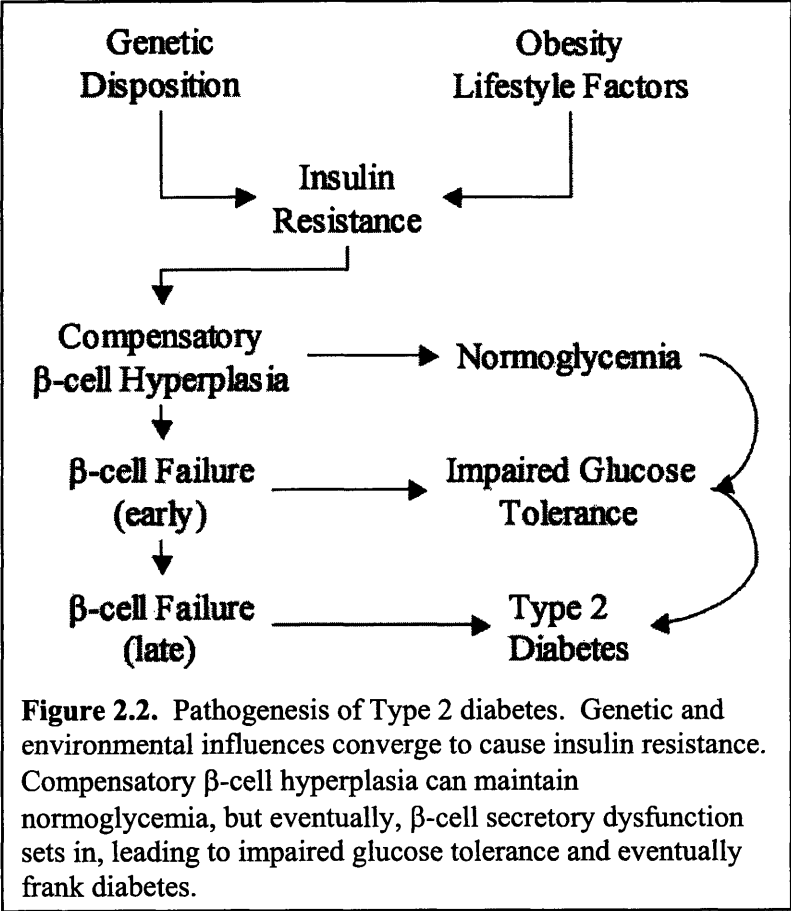 Genetic
Disposition
Obesity
Lifestyle Factors
Insulin
Resistance
Compensatory
β-cell Hyperplasia
Normoglycemia
β-cell Failure
(early)
Impaired Glucose
Tolerance
β-cell Failure
(late)
Type 2
Diabetes
Figure 2.2. Pathogenesis of Type 2 diabetes. Genetic and
environmental influences converge to cause insulin resistance.
Compensatory β-cell hyperplasia can maintain
normoglycemia, but eventually, β-cell secretory dysfunction
sets in, leading to impaired glucose tolerance and eventually
frank diabetes.